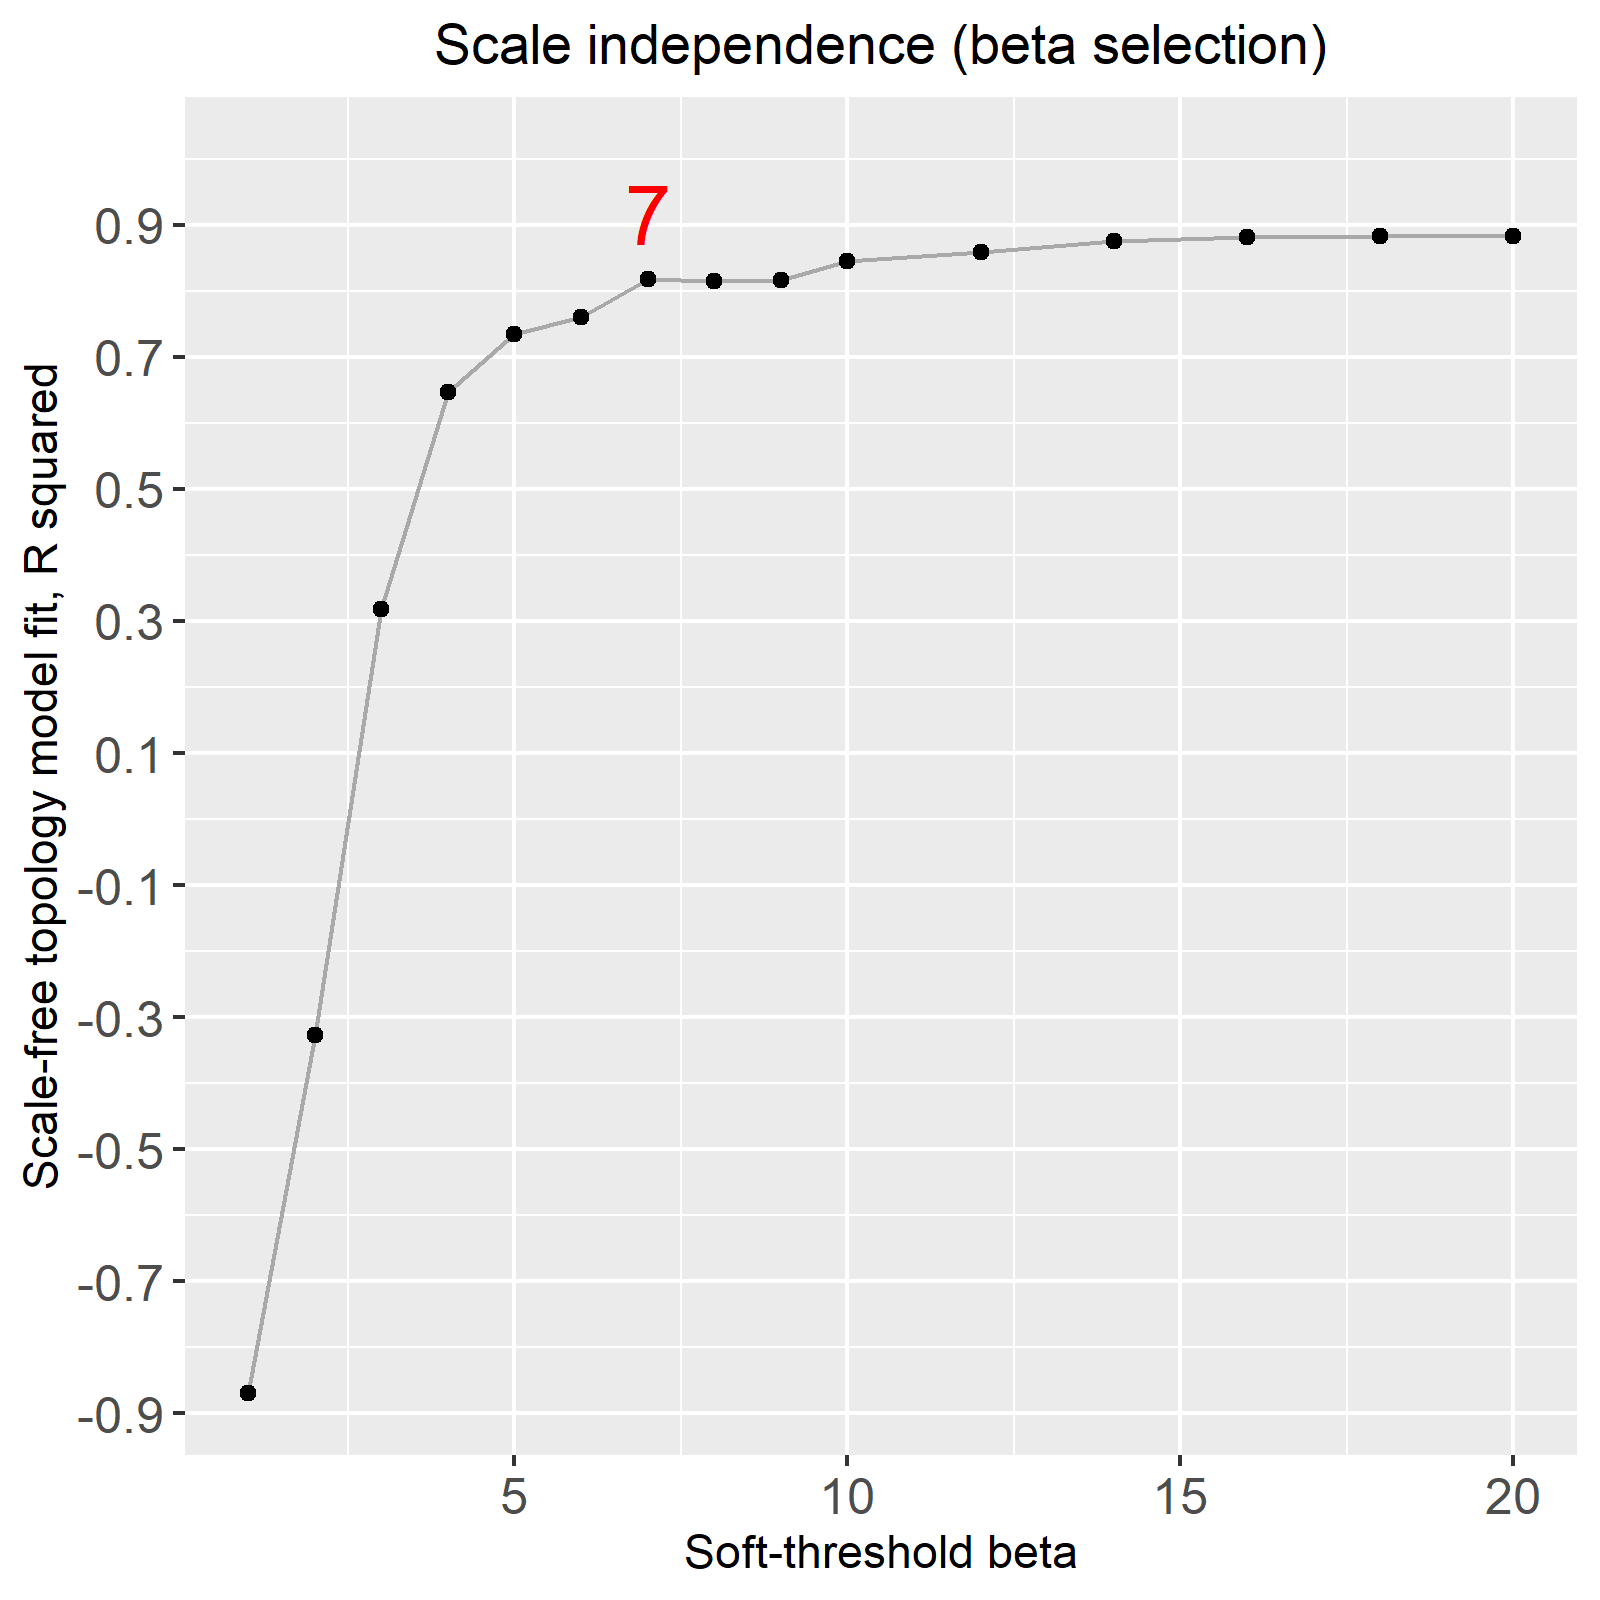 Scale independence (beta selection)
7
0.9
0.7
0.5
0.3
0.1
-0.1
-0.3
-0.5
-0.7
-0.9
Scale-free topology model fit, R squared
5 10 15 20
Soft-threshold beta